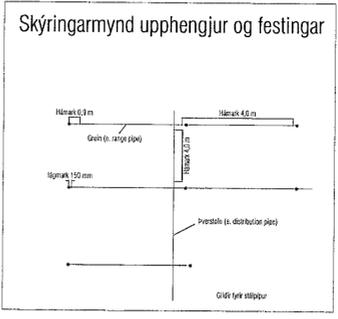 Skýringarmynd upphengjur og festingar
Hámark 0,9 m
Hámark 4,0 m
Grein (e. range pipe)
Hámark 4,0 m
lágmark 150 mm
Þverstofn (e. distribution pipe)
Gildir fyrir stálpípur